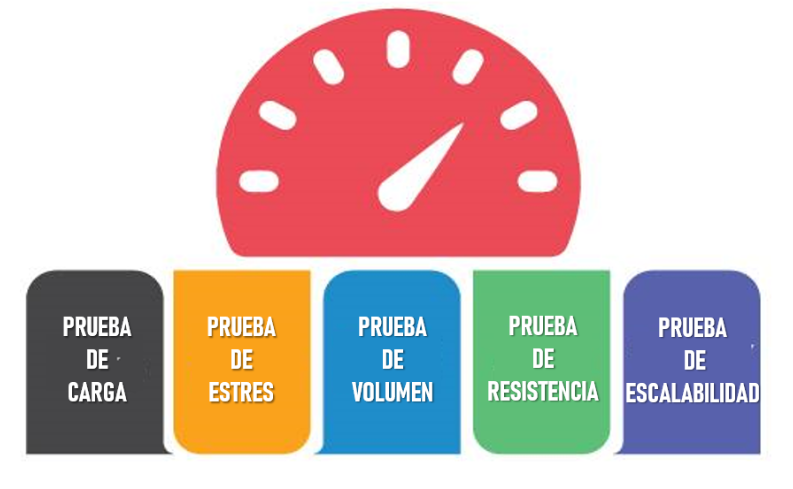 PRUEBA
DE
CARGA
PRUEBA
DE
ESTRES
PRUEBA
DE
VOLUMEN
PRUEBA
DE
RESISTENCIA
PRUEBA
DE
ESCALABILIDAD